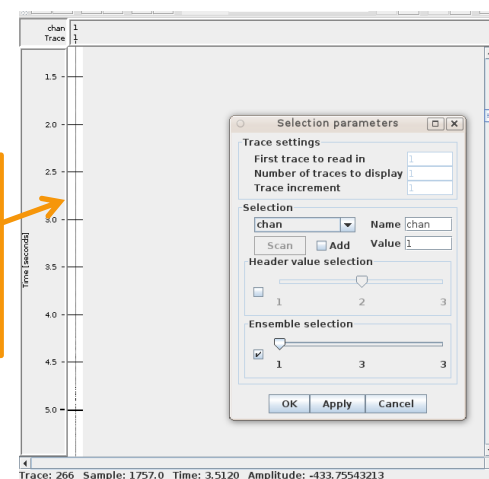 chan 1
Trace 1
1.5
2.0
2.5
3.0
3.5
4.0
4.5
5.0
Time [seconds]
Selection parameters
Trace settings
First trace to read in 1
Number of traces to display 1
Trace increment 1
Selection
chan Name chan
Scan Add Value 1
Header value selection
1 2 3
Ensemble selection
1 3 3
OK Apply Cancel
Trace: 266 Sample: 1757.0 Time: 3.5120 Amplitude: -433.75543213